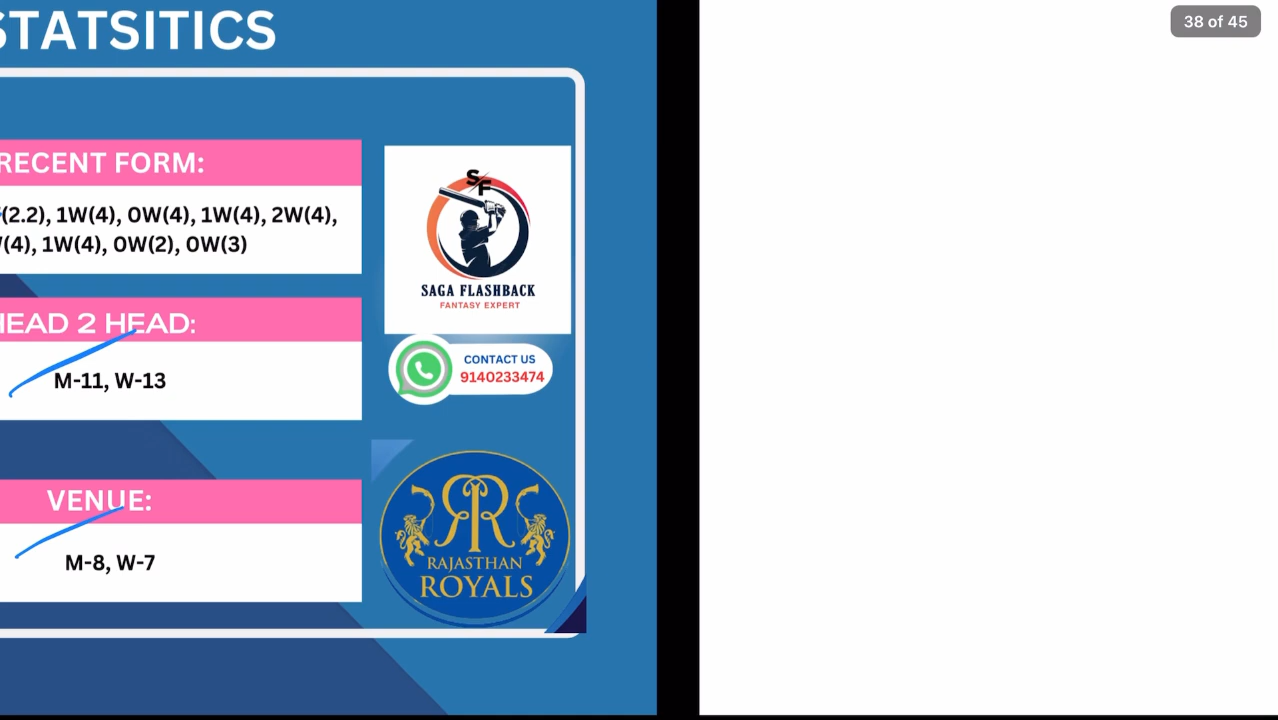 STATSITICS
38 of 45
RECENT FORM:
(2.2), 1W(4), 0W(4), 1W(4), 2W(4),
(4), 1W(4), 0W(2), 0W(3)
HEAD 2 HEAD:
M-11, W-13
VENUE:
M-8, W-7
SF
SAGA FLASHBACK
FANTASY EXPERT
CONTACT US
9140233474
RR
RAJASTHAN
ROYALS